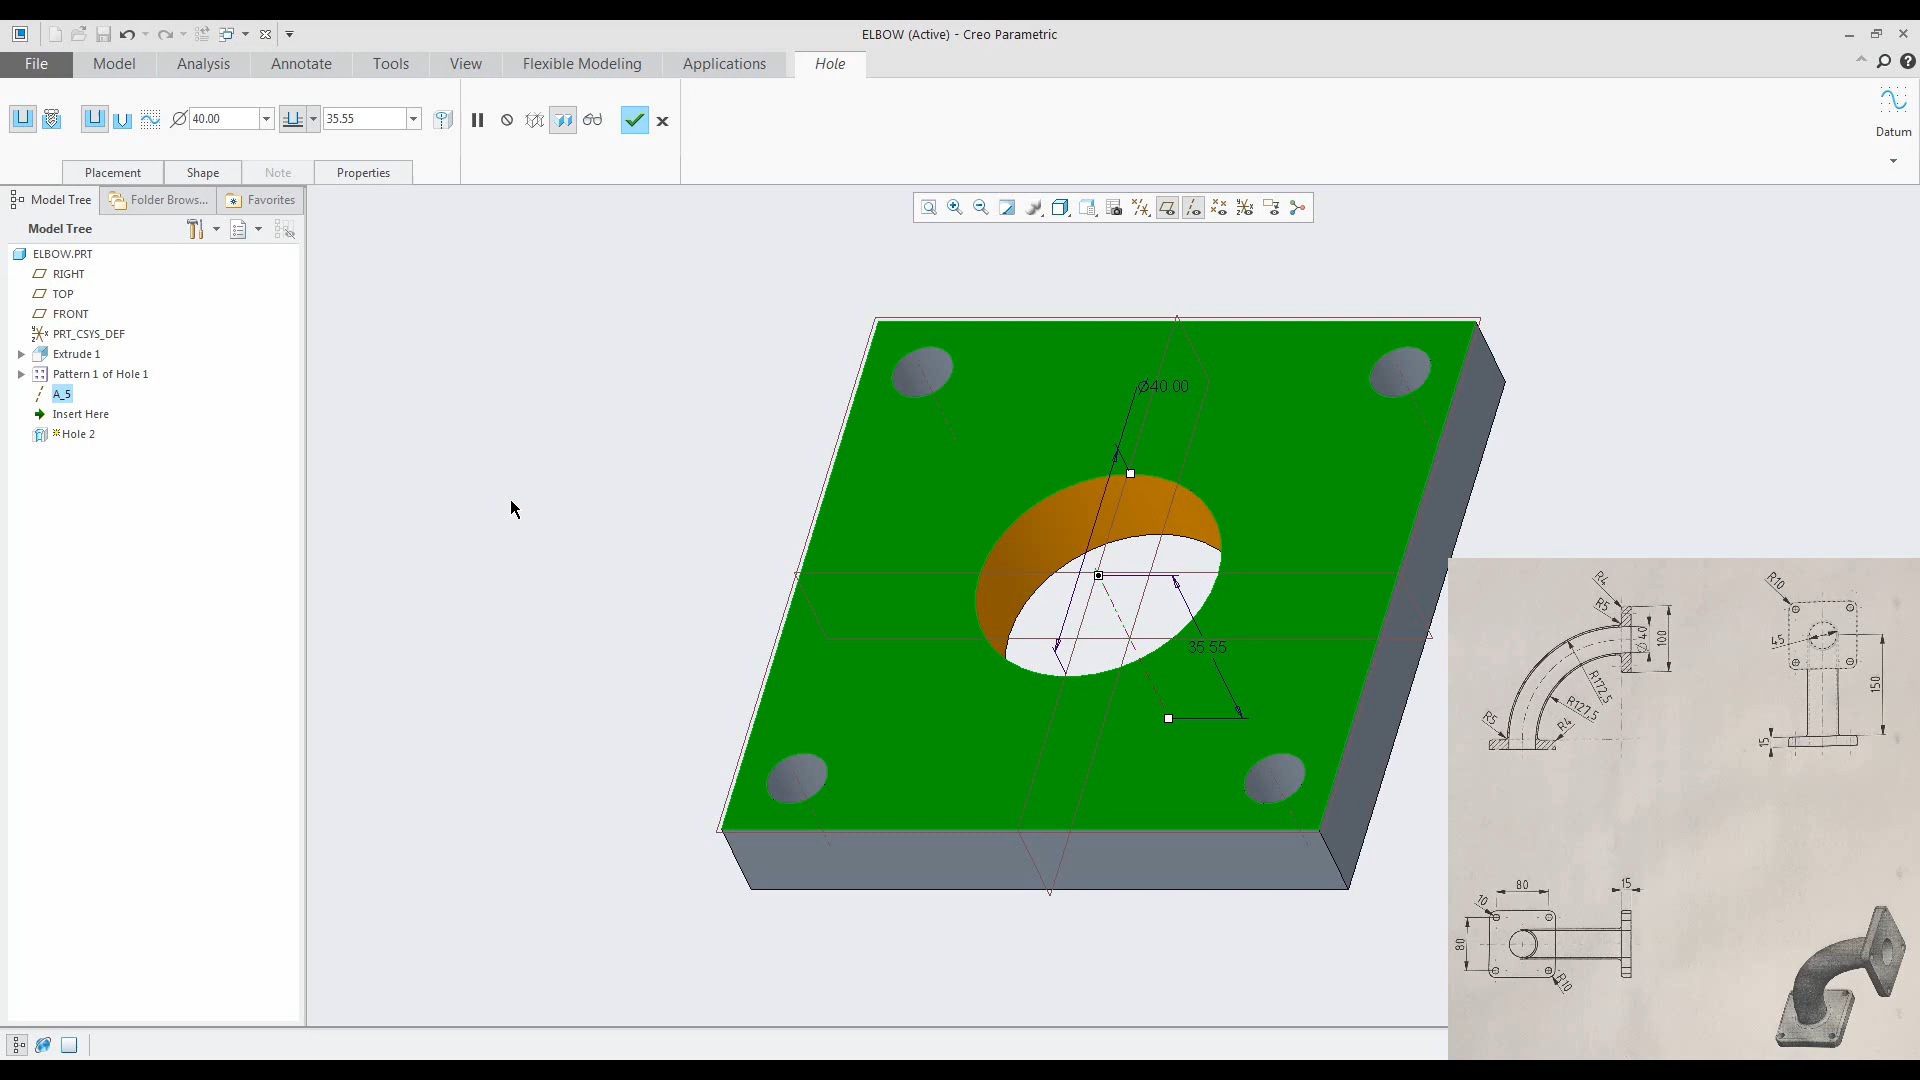 ELBOW (Active) - Creo Parametric
File Model Analysis Annotate Tools View Flexible Modeling Applications Hole
40.00 35.55
Datum
Placement Shape Note Properties
Model Tree Folder Brows... Favorites
Model Tree
ELBOW.PRT
RIGHT
TOP
FRONT
PRT_CSYS_DEF
Extrude 1
Pattern 1 of Hole 1
A_5
Insert Here
Hole 2
Ø40.00
35.55
R4
R5
Ø 40
100
R172,5
R127,5
R5
R4
R10
45
150
15
80
15
10
80
R10